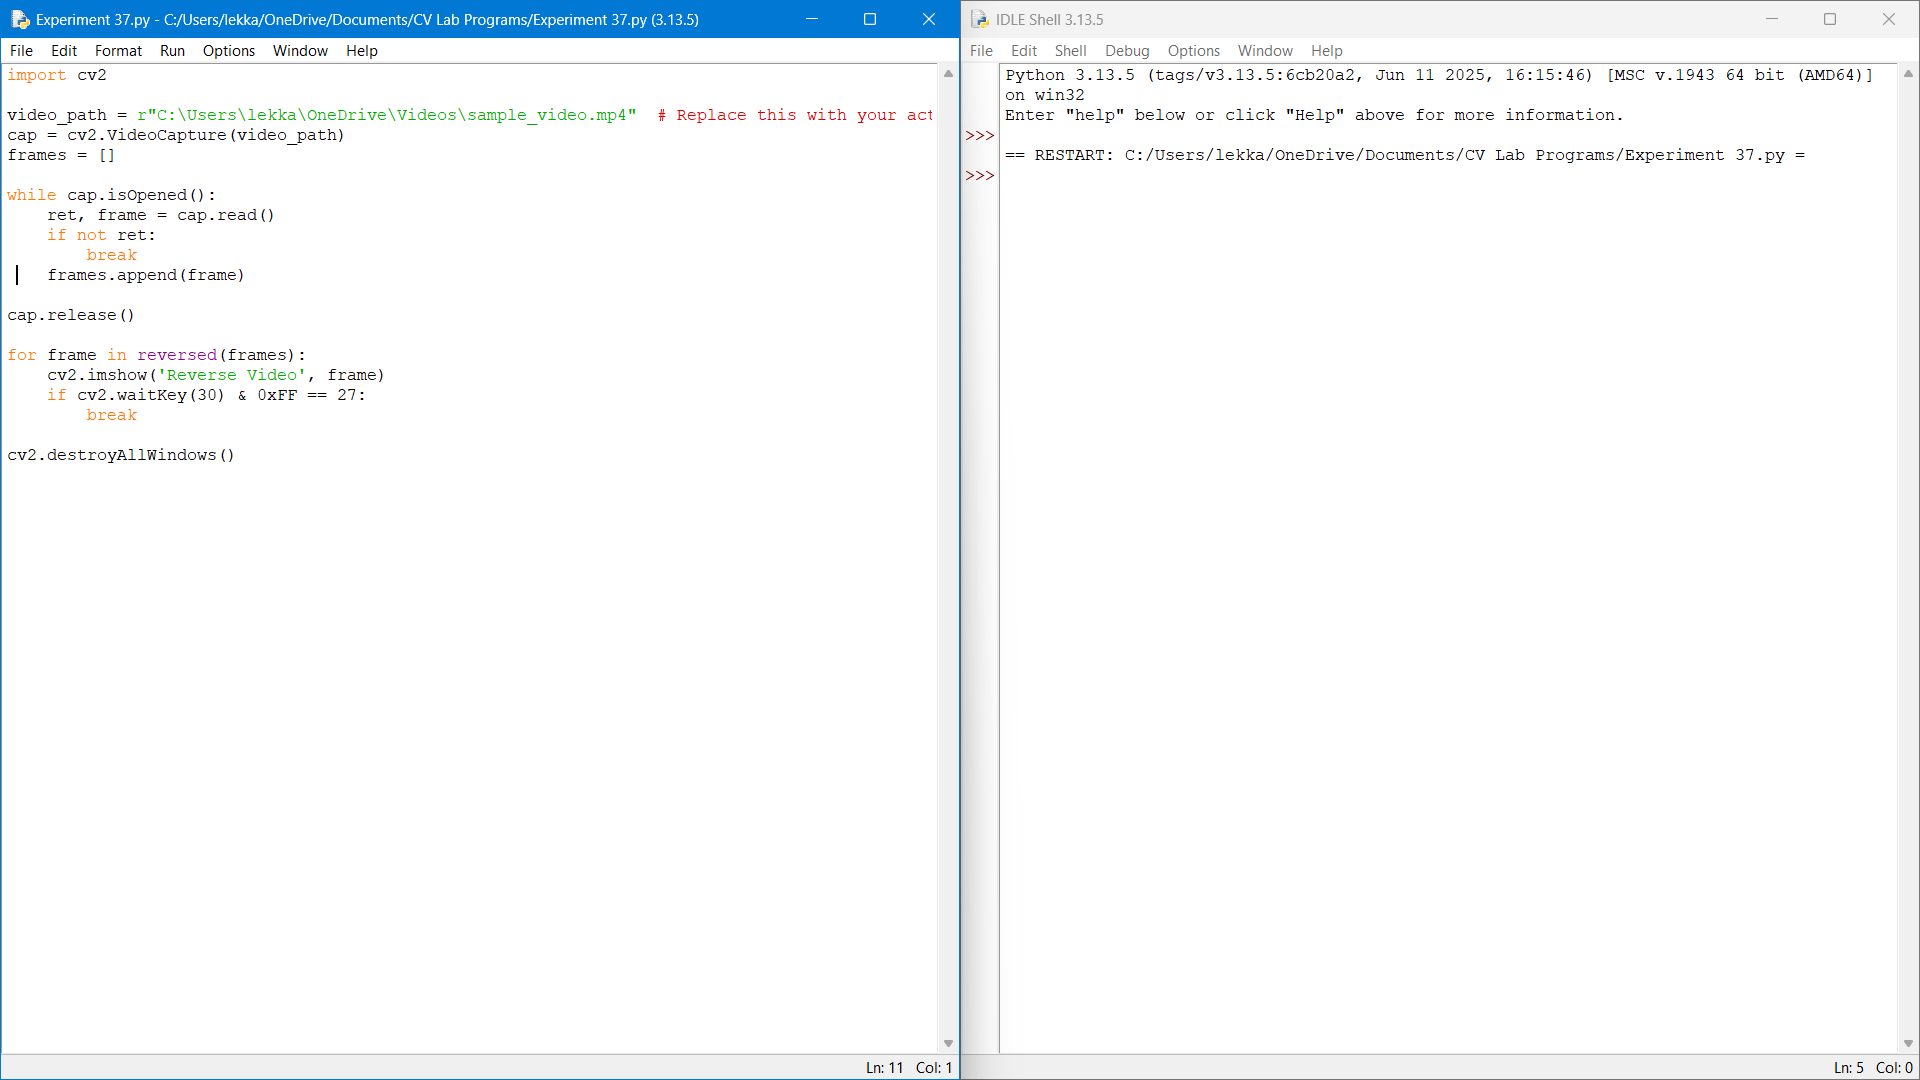 Experiment 37.py - C:/Users/lekka/OneDrive/Documents/CV Lab Programs/Experiment 37.py (3.13.5)
File Edit Format Run Options Window Help
import cv2

video_path = r"C:\Users\lekka\OneDrive\Videos\sample_video.mp4"  # Replace this with your act
cap = cv2.VideoCapture(video_path)
frames = []

while cap.isOpened():
    ret, frame = cap.read()
    if not ret:
        break
    frames.append(frame)

cap.release()

for frame in reversed(frames):
    cv2.imshow('Reverse Video', frame)
    if cv2.waitKey(30) & 0xFF == 27:
        break

cv2.destroyAllWindows()
Ln: 11 Col: 1
IDLE Shell 3.13.5
File Edit Shell Debug Options Window Help
Python 3.13.5 (tags/v3.13.5:6cb20a2, Jun 11 2025, 16:15:46) [MSC v.1943 64 bit (AMD64)]
on win32
Enter "help" below or click "Help" above for more information.
>>>
== RESTART: C:/Users/lekka/OneDrive/Documents/CV Lab Programs/Experiment 37.py =
>>>
Ln: 5 Col: 0